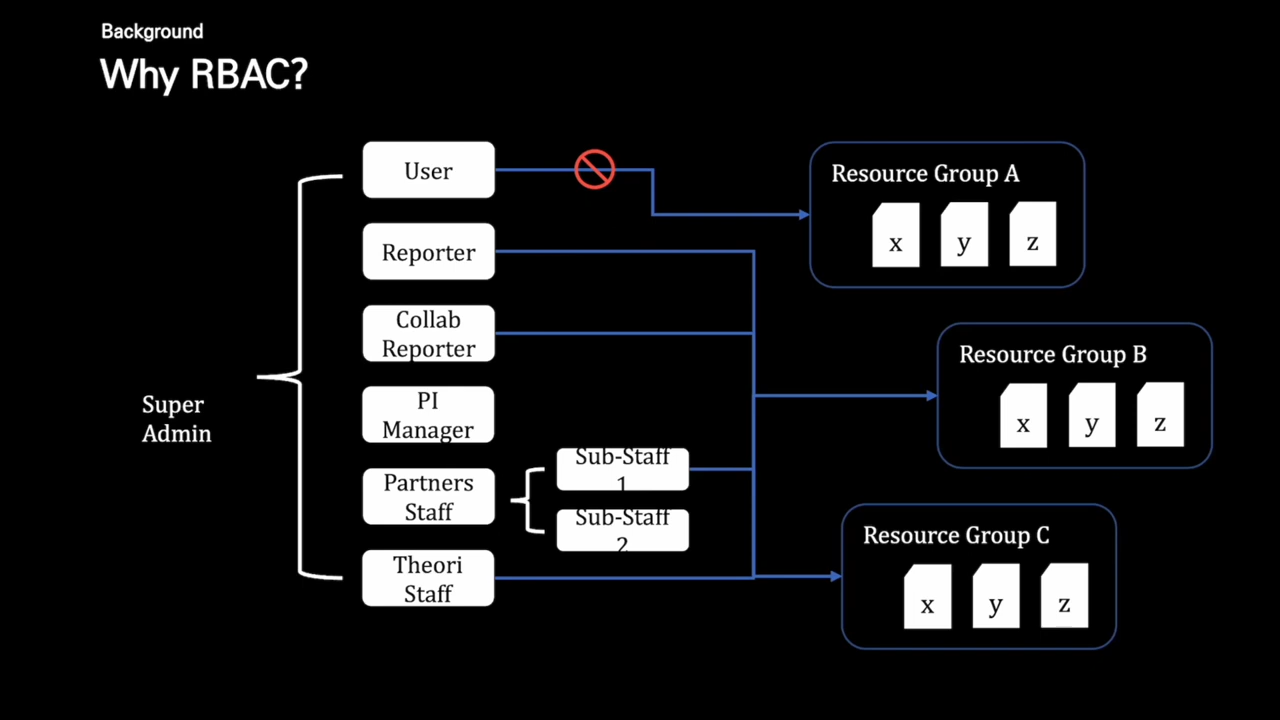 Background
Why RBAC?
User
Reporter
Collab
Reporter
PI
Manager
Partners
Staff
Theori
Staff
Super
Admin
Sub-Staff
1
Sub-Staff
2
Resource Group A
x y z
Resource Group B
x y z
Resource Group C
x y z